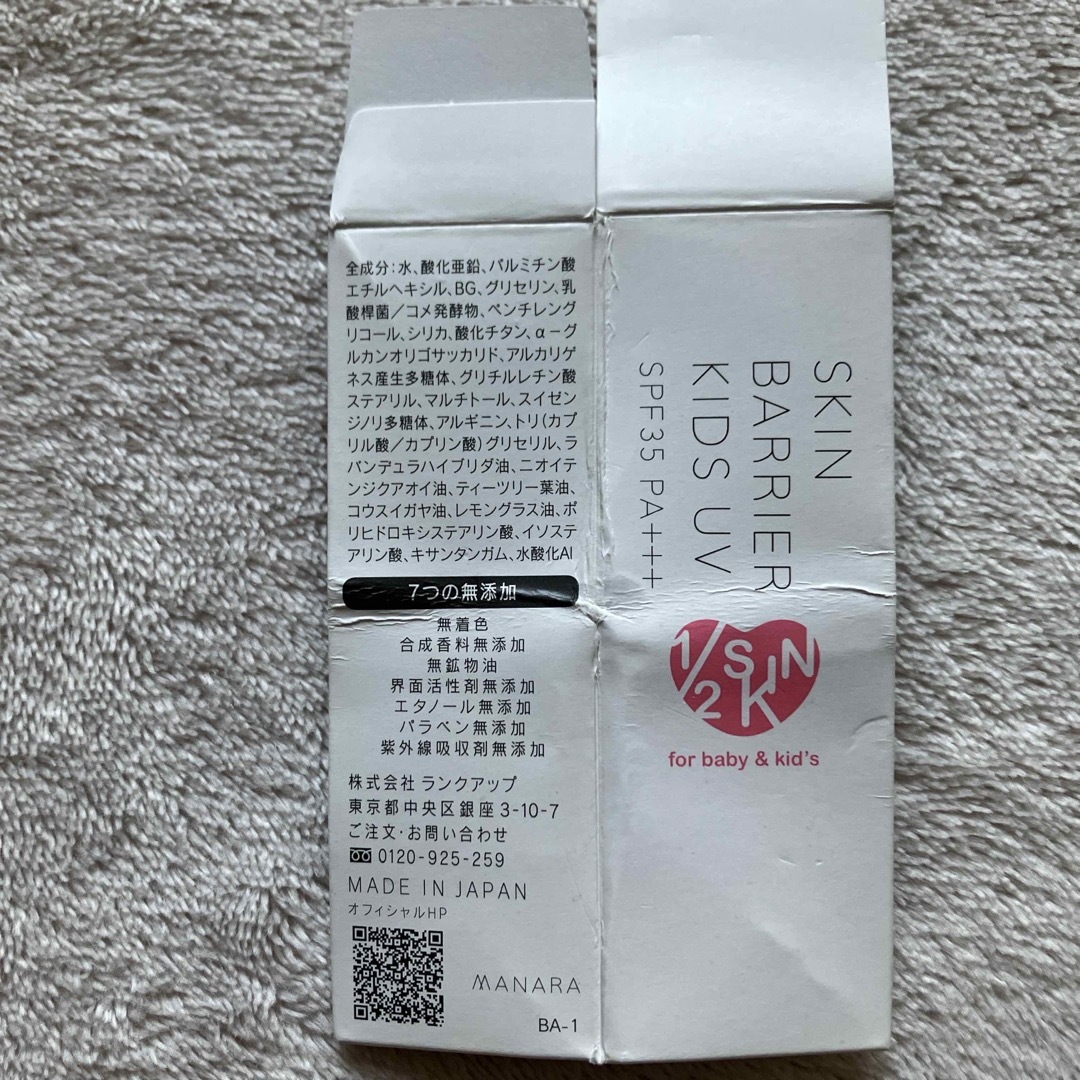 全成分:水、酸化亜鉛、パルミチン酸
エチルヘキシル、BG、グリセリン、乳
酸桿菌/コメ発酵物、ペンチレング
リコール、シリカ、酸化チタン、α-グ
ルカンオリゴサッカリド、アルカリゲ
ネス産生多糖体、グリチルレチン酸
ステアリル、マルチトール、スイゼン
ジノリ多糖体、アルギニン、トリ(カプ
リル酸/カプリン酸)グリセリル、ラ
バンデュラハイブリダ油、ニオイテ
ンジクアオイ油、ティーツリー葉油、
コウスイガヤ油、レモングラス油、ポ
リヒドロキシステアリン酸、イソステ
アリン酸、キサンタンガム、水酸化Al
7つの無添加
無着色
合成香料無添加
無鉱物油
界面活性剤無添加
エタノール無添加
パラベン無添加
紫外線吸収剤無添加
株式会社 ランクアップ
東京都中央区銀座3-10-7
ご注文・お問い合わせ
0120-925-259
MADE IN JAPAN
オフィシャルHP
MANARA
BA-1
SKIN
BARRIER
KIDS UV
SPF35 PA+++
1/2 SKIN
for baby & kid's